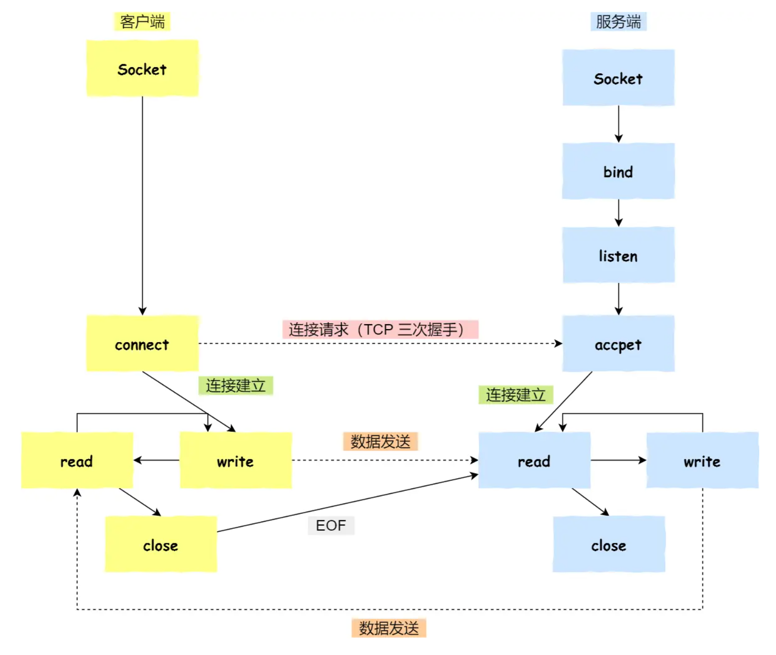 客户端
服务端
Socket
Socket
bind
listen
connect
连接请求（TCP 三次握手）
accpet
连接建立
连接建立
read
write
数据发送
read
write
close
EOF
close
数据发送